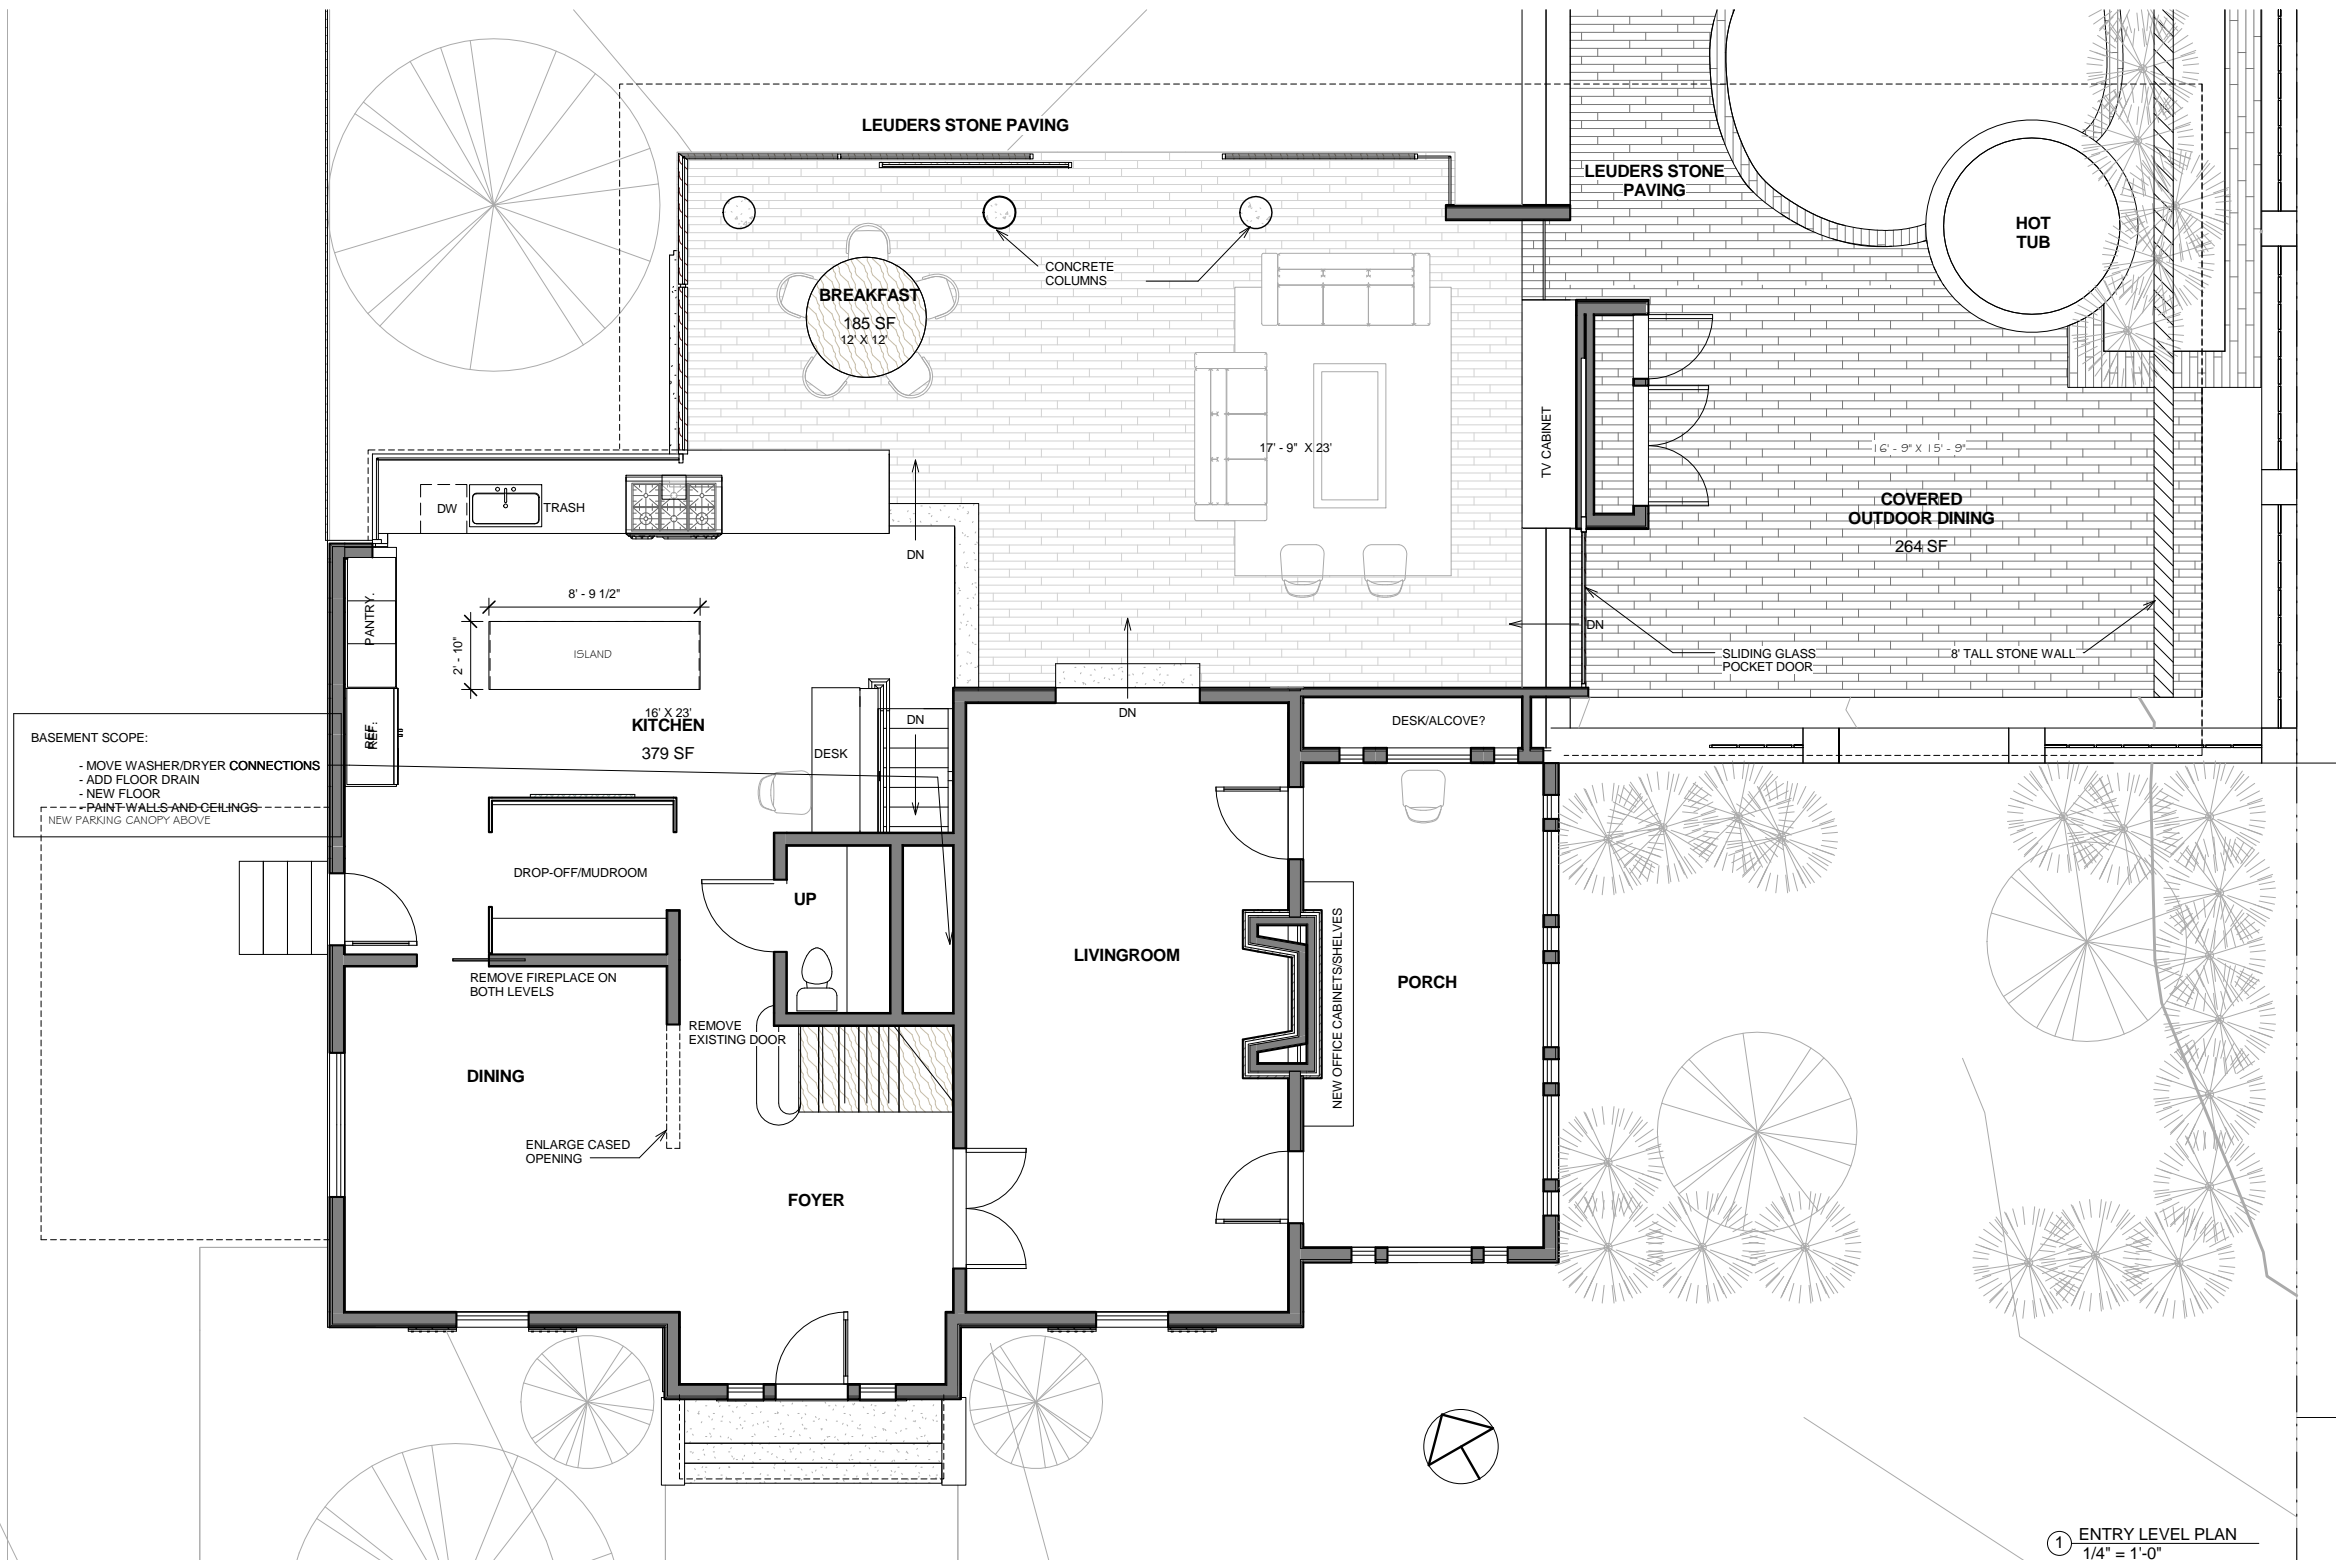 LEUDERS STONE PAVING
LEUDERS STONE
PAVING
HOT
TUB
CONCRETE
COLUMNS
BREAKFAST
185 SF
12' X 12'
17' - 9" X 23'
TV CABINET
16' - 9" X 15' - 9"
COVERED
OUTDOOR DINING
264 SF
DW
TRASH
DN
PANTRY.
8' - 9 1/2"
2' - 10"
ISLAND
DN
SLIDING GLASS
POCKET DOOR
8' TALL STONE WALL
16' X 23'
KITCHEN
379 SF
REF.
REF.
DESK
DN
DN
DESK/ALCOVE?
BASEMENT SCOPE:
- MOVE WASHER/DRYER CONNECTIONS
- ADD FLOOR DRAIN
- NEW FLOOR
- PAINT WALLS AND CEILINGS
NEW PARKING CANOPY ABOVE
DROP-OFF/MUDROOM
UP
LIVINGROOM
NEW OFFICE CABINETS/SHELVES
PORCH
REMOVE FIREPLACE ON
BOTH LEVELS
REMOVE
EXISTING DOOR
DINING
ENLARGE CASED
OPENING
FOYER
1
ENTRY LEVEL PLAN
1/4" = 1'-0"